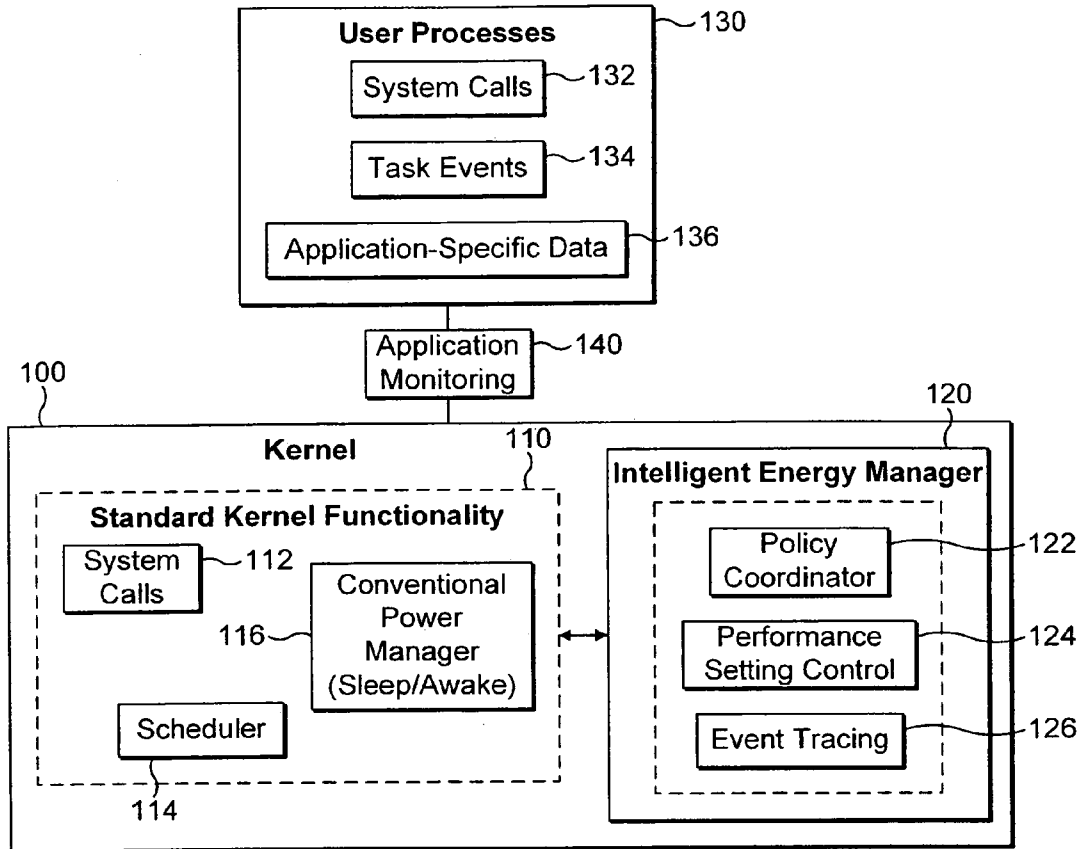 User Processes
130
System Calls
132
Task Events
134
Application-Specific Data
136
Application
Monitoring
140
100
Kernel
110
120
Standard Kernel Functionality
System
Calls
112
Conventional
Power
Manager
(Sleep/Awake)
116
Scheduler
114
Intelligent Energy Manager
Policy
Coordinator
122
Performance
Setting Control
124
Event Tracing
126